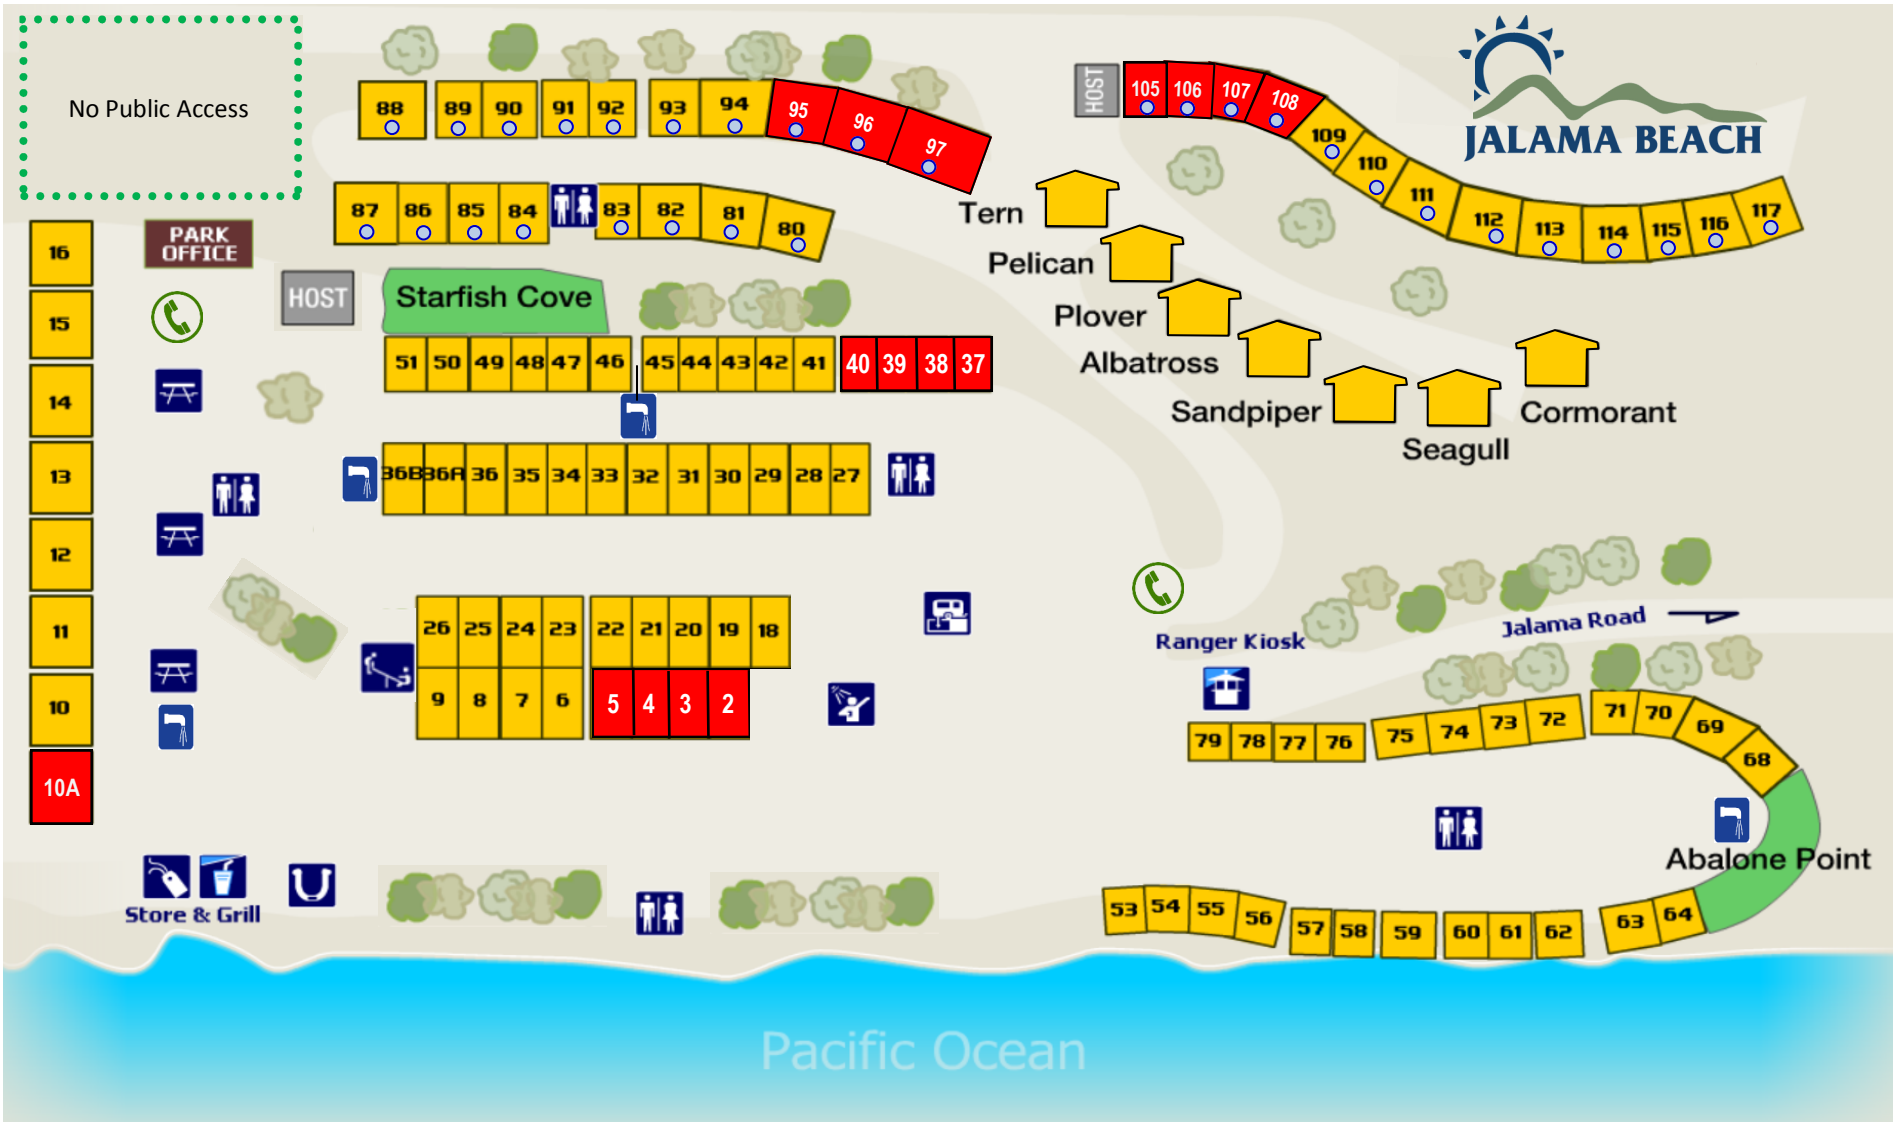 No Public Access
JALAMA BEACH
HOST
105 106 107 108 109 110 111 112 113 114 115 116 117
88 89 90 91 92 93 94 95 96 97
87 86 85 84 83 82 81 80
PARK
OFFICE
HOST
Starfish Cove
Tern
Pelican
Plover
Albatross
Sandpiper
Seagull
Cormorant
16
15
14
13
12
11
10
10A
51 50 49 48 47 46 45 44 43 42 41 40 39 38 37
36B 36A 36 35 34 33 32 31 30 29 28 27
26 25 24 23 22 21 20 19 18
9 8 7 6 5 4 3 2
Ranger Kiosk
Jalama Road
79 78 77 76 75 74 73 72 71 70 69 68
Abalone Point
53 54 55 56 57 58 59 60 61 62 63 64
Store & Grill
Pacific Ocean